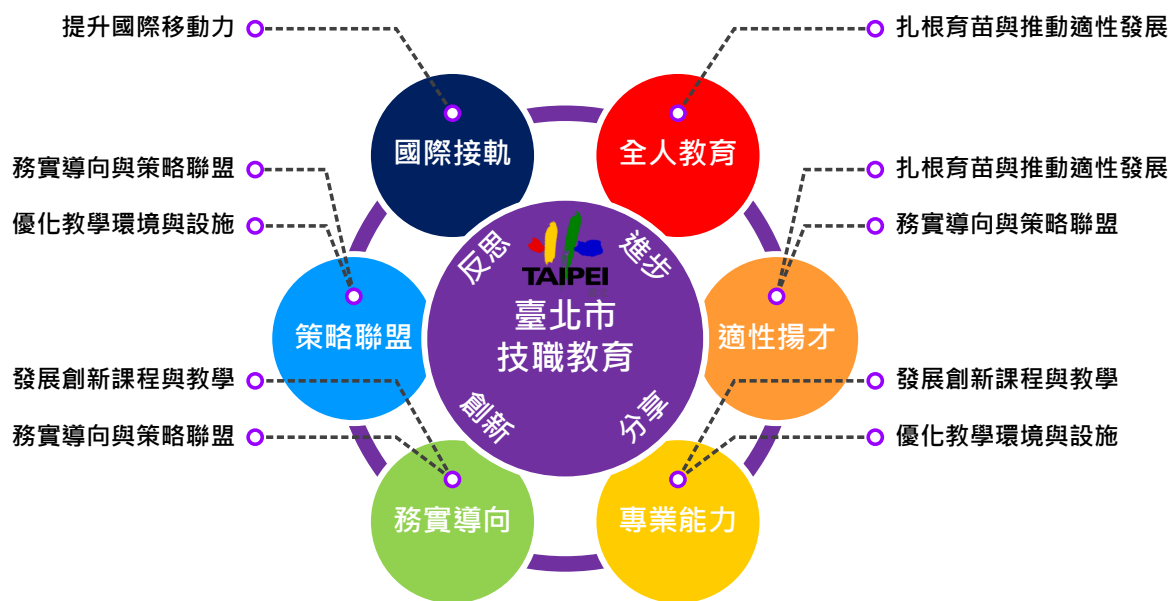 提升國際移動力
扎根育苗與推動適性發展
國際接軌
全人教育
務實導向與策略聯盟
扎根育苗與推動適性發展
優化教學環境與設施
務實導向與策略聯盟
反思
進步
TAIPEI
臺北市
技職教育
策略聯盟
適性揚才
發展創新課程與教學
發展創新課程與教學
創新
分享
務實導向與策略聯盟
優化教學環境與設施
務實導向
專業能力